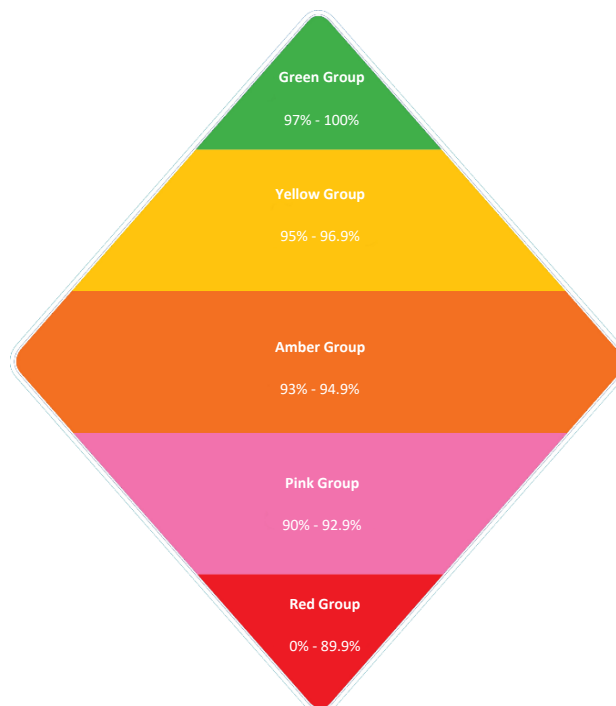 Green Group
97% - 100%
Yellow Group
95% - 96.9%
Amber Group
93% - 94.9%
Pink Group
90% - 92.9%
Red Group
0% - 89.9%